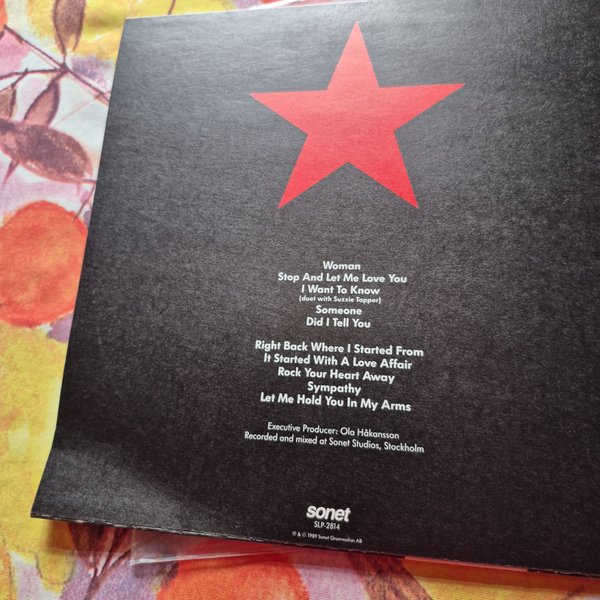 Woman
Stop And Let Me Love You
I Want To Know
(duet with Suzzie Tapper)
Someone
Did I Tell You
Right Back Where I Started From
It Started With A Love Affair
Rock Your Heart Away
Sympathy
Let Me Hold You In My Arms
Executive Producer: Ola Håkansson
Recorded and mixed at Sonet Studios, Stockholm
sonet
SLP-2814
℗ & © 1989 Sonet Grammofon AB